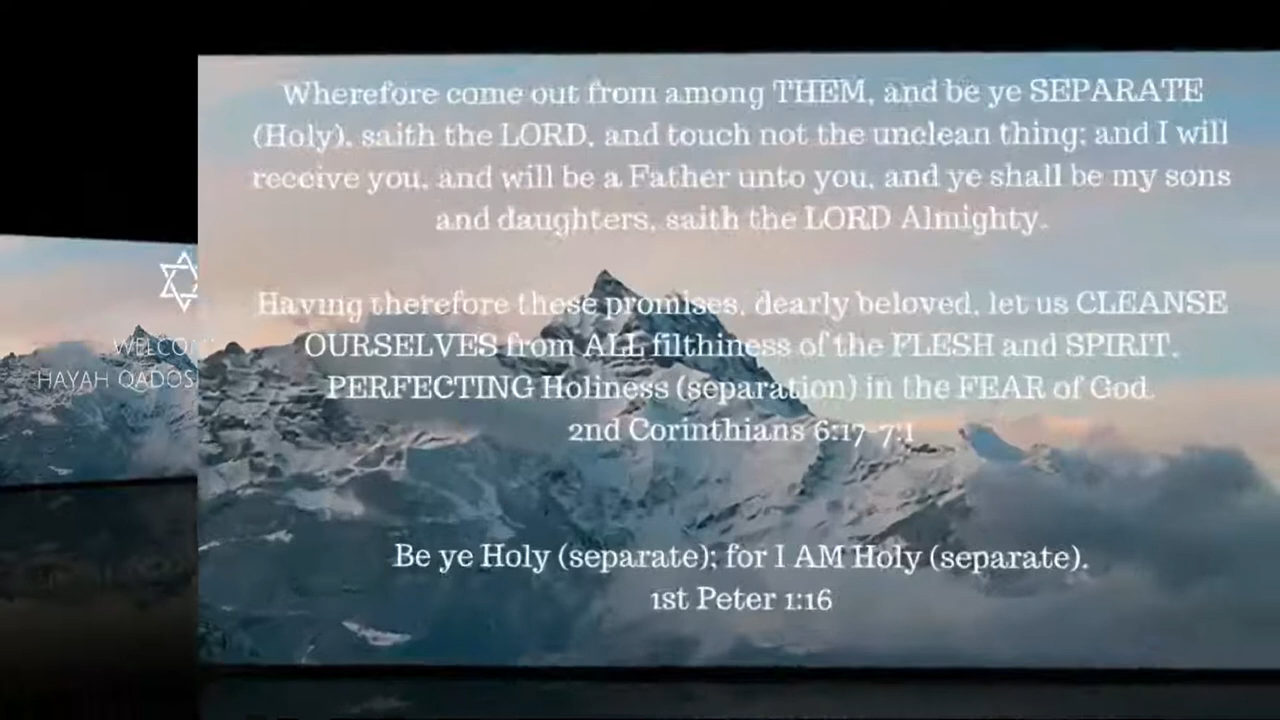 Wherefore come out from among THEM, and be ye SEPARATE
(Holy), saith the LORD, and touch not the unclean thing; and I will
receive you, and will be a Father unto you, and ye shall be my sons
and daughters, saith the LORD Almighty.
Having therefore these promises, dearly beloved, let us CLEANSE
OURSELVES from ALL filthiness of the FLESH and SPIRIT,
PERFECTING Holiness (separation) in the FEAR of God.
2nd Corinthians 6:17-7:1
Be ye Holy (separate); for I AM Holy (separate).
1st Peter 1:16
HAYAH